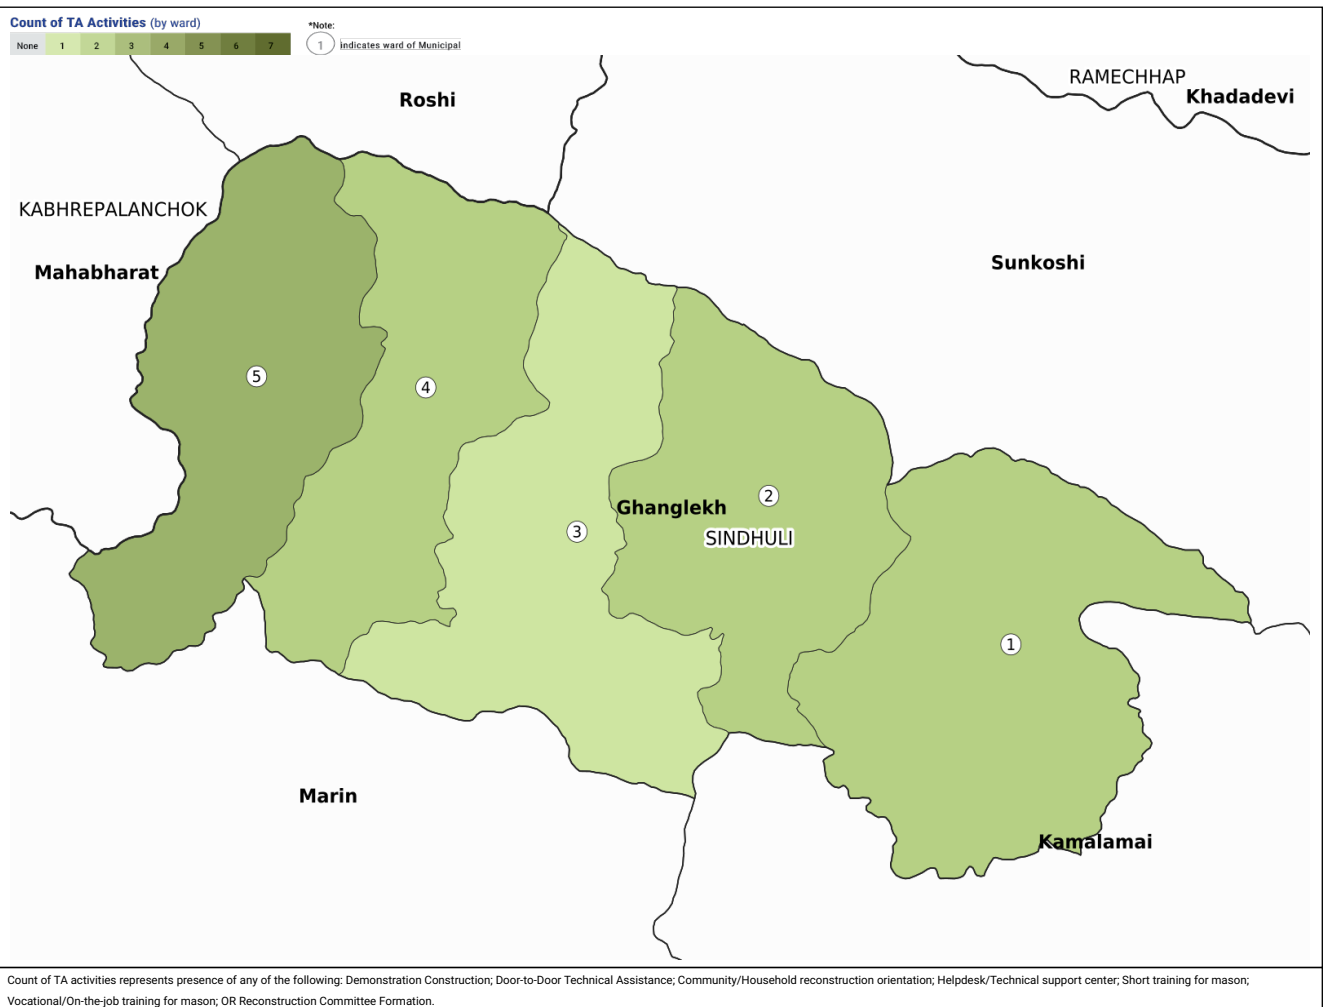 Count of TA Activities (by ward)
None 1 2 3 4 5 6 7
*Note:
1 indicates ward of Municipal
RAMECHHAP
Khadadevi
Roshi
KABHREPALANCHOK
Mahabharat
Sunkoshi
5
4
2
Ghanglekh
3
SINDHULI
1
Marin
Kamalamai
Count of TA activities represents presence of any of the following: Demonstration Construction; Door-to-Door Technical Assistance; Community/Household reconstruction orientation; Helpdesk/Technical support center; Short training for mason;
Vocational/On-the-job training for mason; OR Reconstruction Committee Formation.